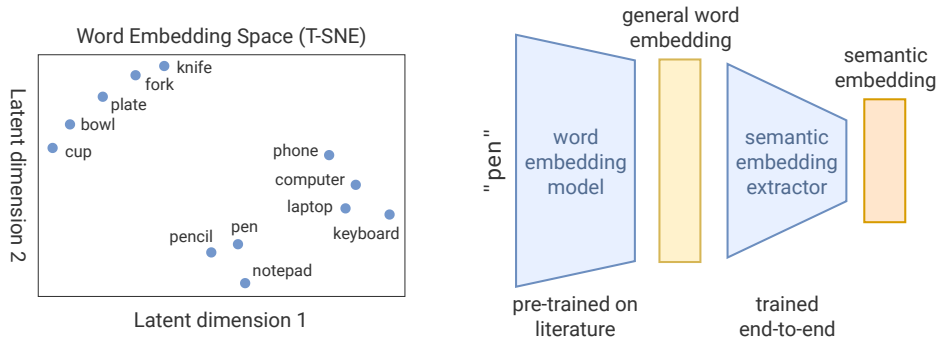 Word Embedding Space (T-SNE)
knife
fork
plate
bowl
cup
phone
computer
laptop
keyboard
pen
pencil
notepad
Latent dimension 2
Latent dimension 1
"pen"
word
embedding
model
general word
embedding
semantic
embedding
extractor
semantic
embedding
pre-trained on
literature
trained
end-to-end